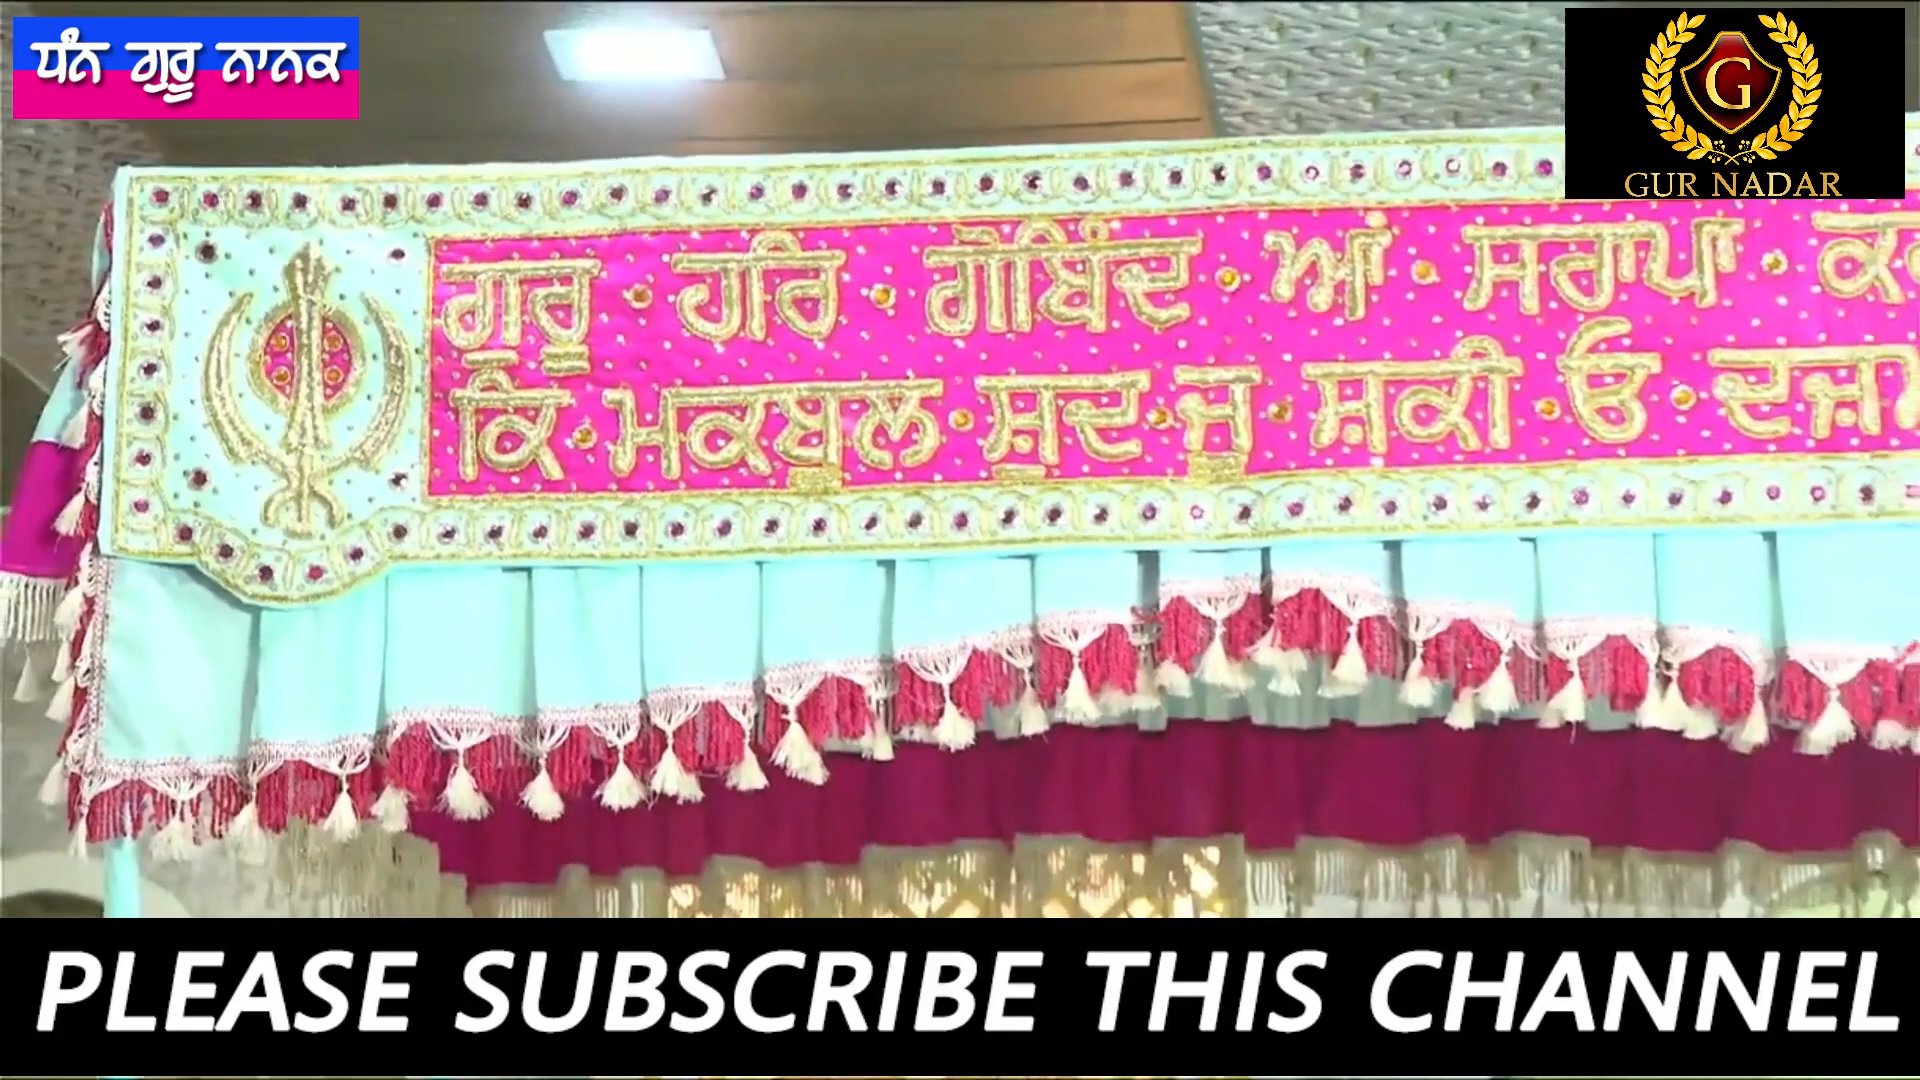 ਧੰਨ ਗੁਰੂ ਨਾਨਕ
G
GUR NADAR
ਗੁਰੂ ਹਰਿ ਗੋਬਿੰਦ ਆਂ ਸਰਾਪਾ
ਕਿ ਮਕਬੂਲ ਸ਼ੁਦ ਜੂ ਸ਼ਕੀ ਓ
PLEASE SUBSCRIBE THIS CHANNEL